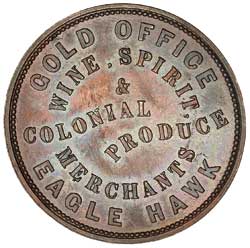 GOLD OFFICE
WINE, SPIRIT,
&
COLONIAL
PRODUCE
MERCHANTS
EAGLE HAWK